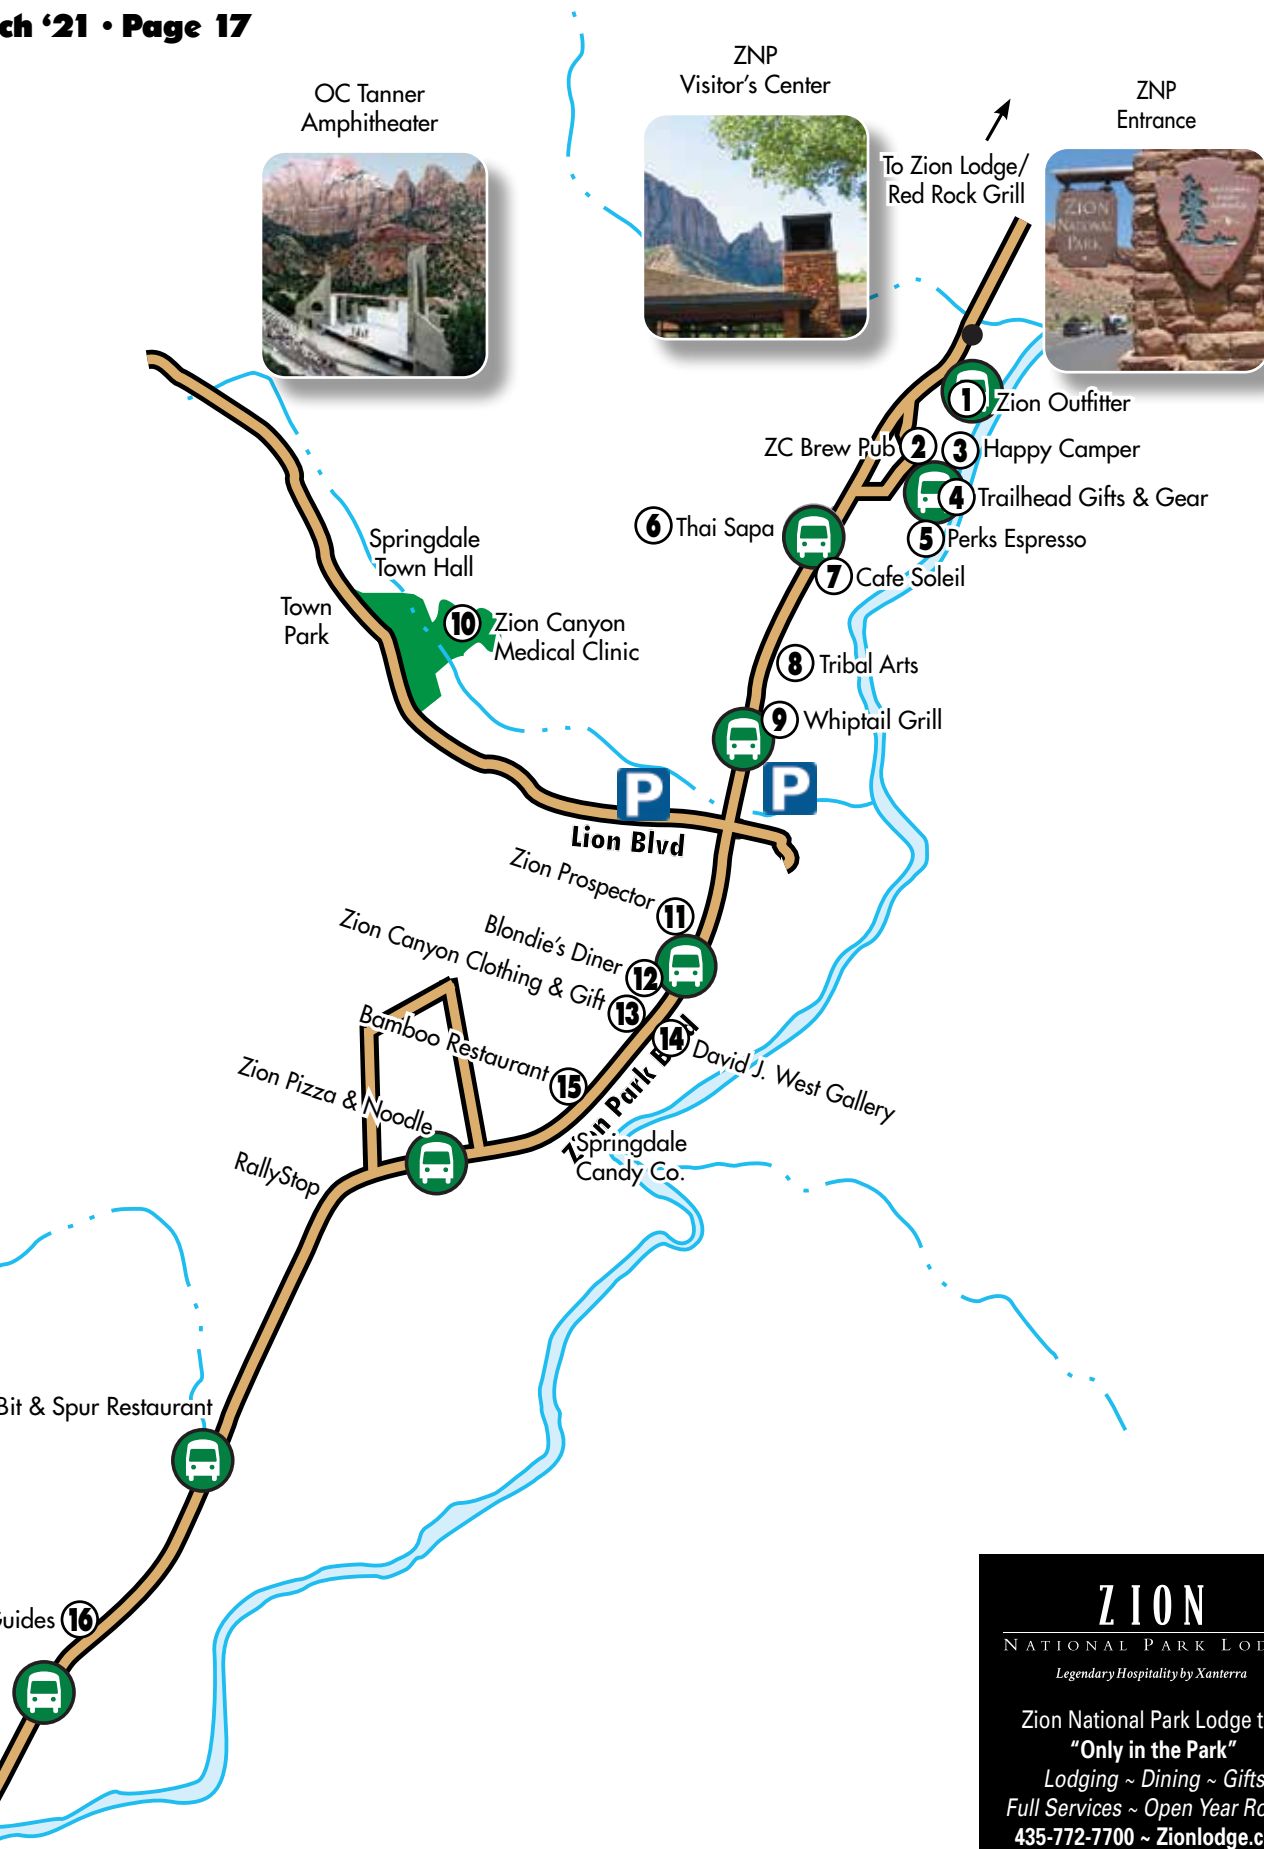 ch ‘21 • Page 17
OC Tanner
Amphitheater
ZNP
Visitor’s Center
ZNP
Entrance
To Zion Lodge/
Red Rock Grill
ZION
NATIONAL
PARK
1 Zion Outfitter
ZC Brew Pub 2
3 Happy Camper
4 Trailhead Gifts & Gear
5 Perks Espresso
6 Thai Sapa
7 Cafe Soleil
8 Tribal Arts
9 Whiptail Grill
Springdale
Town Hall
Town
Park
10 Zion Canyon
Medical Clinic
P
P
Lion Blvd
Zion Prospector 11
Blondie’s Diner 12
Zion Canyon Clothing & Gift 13
14 David J. West Gallery
Bamboo Restaurant 15
Zion Park Blvd
Zion Pizza & Noodle
Springdale
Candy Co.
RallyStop
Bit & Spur Restaurant
Guides 16
ZION
NATIONAL PARK LOD
Legendary Hospitality by Xanterra
Zion National Park Lodge t
“Only in the Park”
Lodging ~ Dining ~ Gifts
Full Services ~ Open Year Ro
435-772-7700 ~ Zionlodge.c